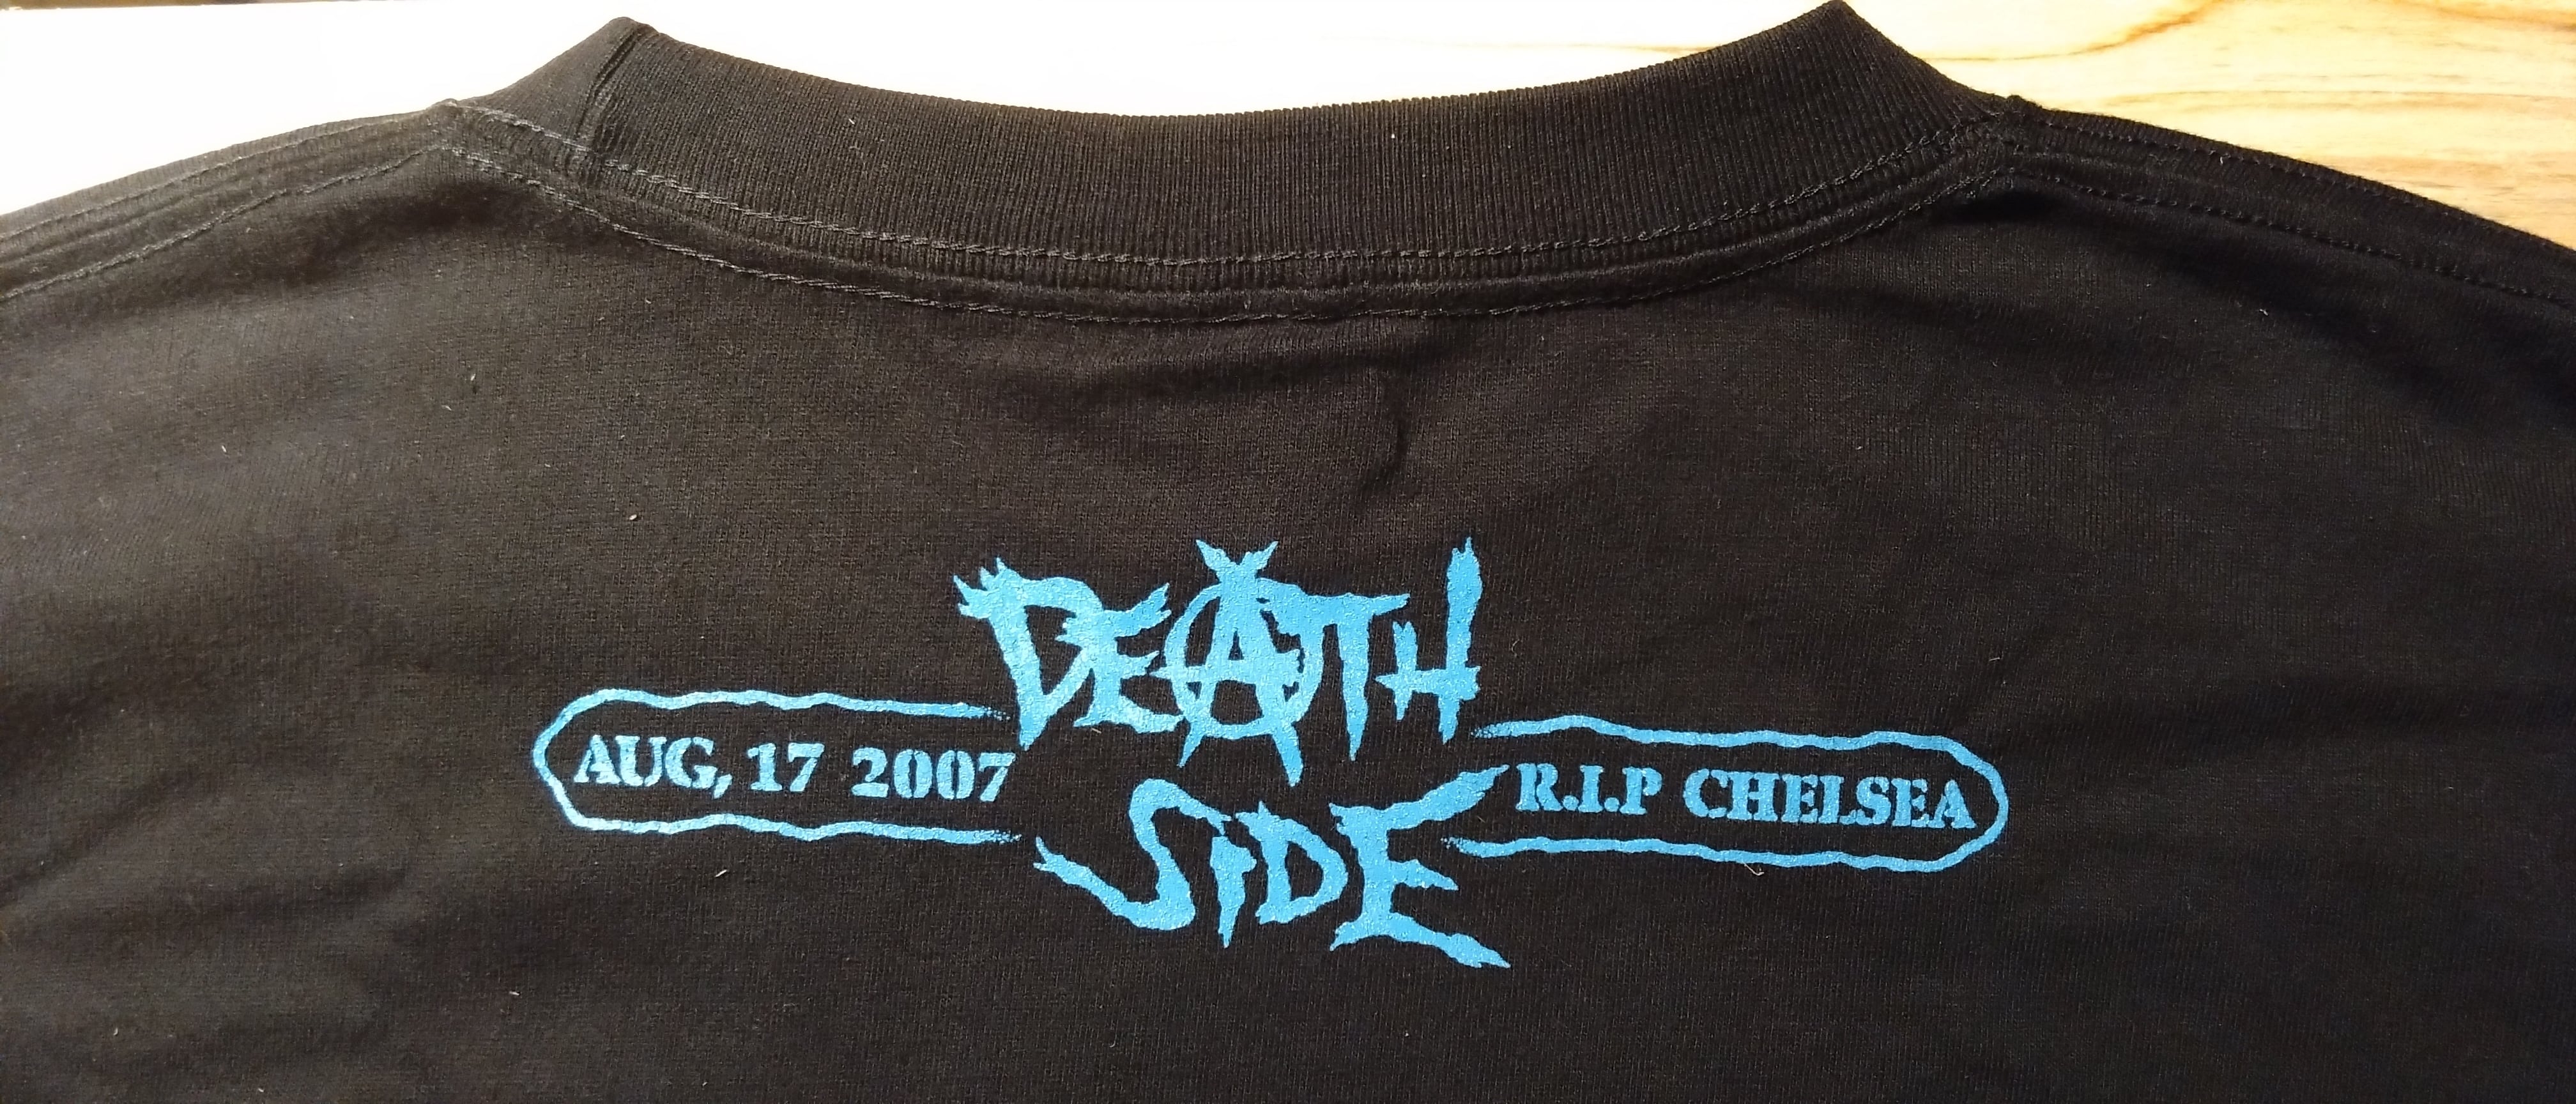 DEATH
SIDE
AUG, 17 2007
R.I.P CHELSEA